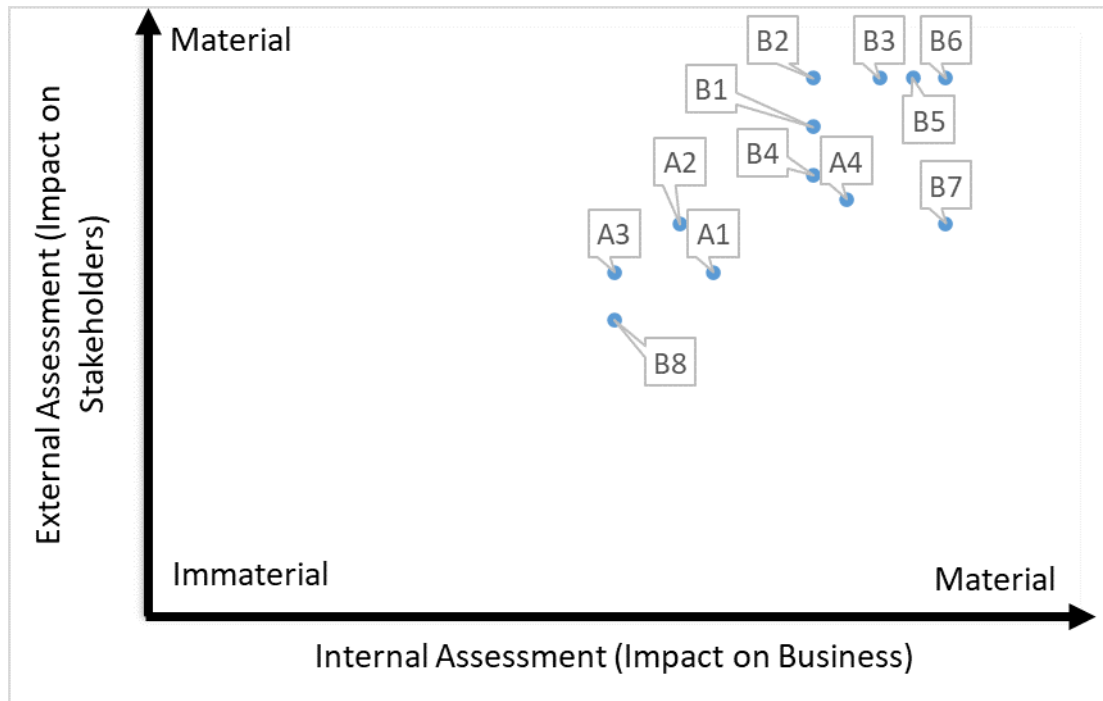 Material
B2
B3
B6
B1
B5
B4
A4
A2
B7
A3
A1
B8
External Assessment (Impact on
Stakeholders)
Immaterial
Material
Internal Assessment (Impact on Business)